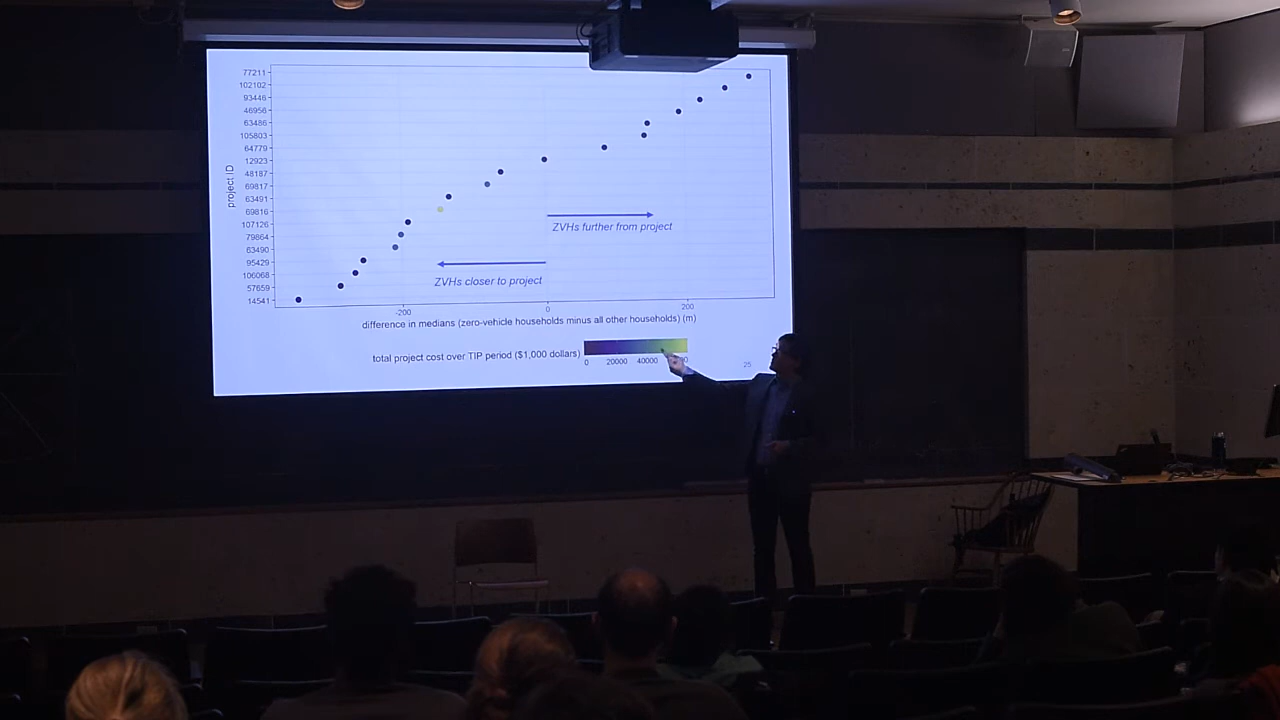 77211
102102
93446
46956
63486
105803
64779
12923
48187
69817
63491
69816
107126
79864
63490
95429
106068
57659
14541
project ID
ZVHs further from project
ZVHs closer to project
-200 0 200
difference in medians (zero-vehicle households minus all other households) (m)
total project cost over TIP period ($1,000 dollars)
0 20000 40000
25